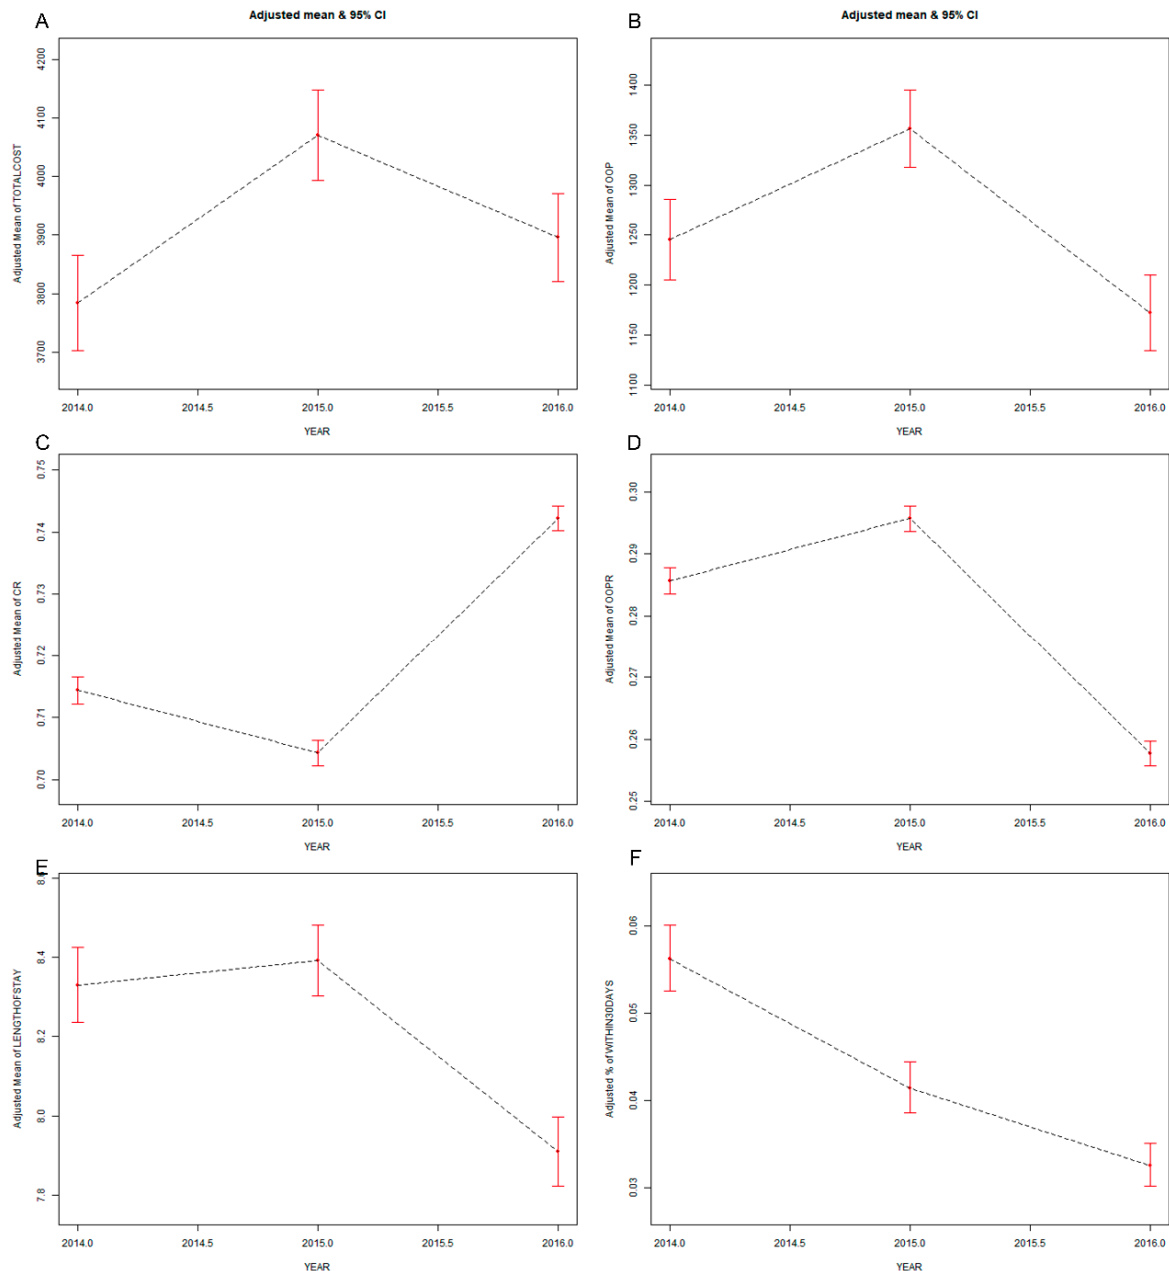 A
Adjusted mean & 95% CI
Adjusted Mean of TOTALCOST
4200
4100
4000
3900
3800
3700
2014.0 2014.5 2015.0 2015.5 2016.0
YEAR
B
Adjusted mean & 95% CI
Adjusted Mean of OOP
1400
1350
1300
1250
1200
1150
1100
2014.0 2014.5 2015.0 2015.5 2016.0
YEAR
C
Adjusted Mean of CR
0.75
0.74
0.73
0.72
0.71
0.70
2014.0 2014.5 2015.0 2015.5 2016.0
YEAR
D
Adjusted Mean of OOPR
0.30
0.29
0.28
0.27
0.26
0.25
2014.0 2014.5 2015.0 2015.5 2016.0
YEAR
E
Adjusted Mean of LENGTHOFSTAY
8.6
8.4
8.2
8.0
7.8
2014.0 2014.5 2015.0 2015.5 2016.0
YEAR
F
Adjusted % of WITHIN30DAYS
0.06
0.05
0.04
0.03
2014.0 2014.5 2015.0 2015.5 2016.0
YEAR